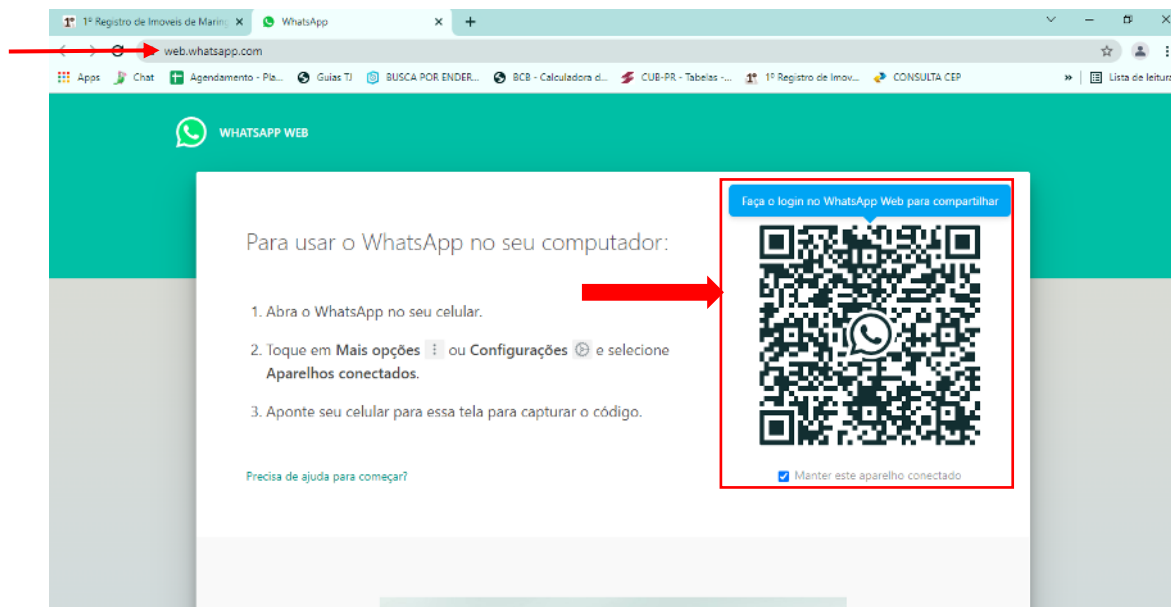 1º Registro de Imoveis de Maring
WhatsApp
web.whatsapp.com
Apps Chat Agendamento - Pla... Guias TJ BUSCA POR ENDER... BCB - Calculadora d... CUB-PR - Tabelas -... 1º Registro de Imov... CONSULTA CEP » Lista de leitura
WHATSAPP WEB
Faça o login no WhatsApp Web para compartilhar
Para usar o WhatsApp no seu computador:
1. Abra o WhatsApp no seu celular.
2. Toque em Mais opções ou Configurações e selecione
Aparelhos conectados.
3. Aponte seu celular para essa tela para capturar o código.
Precisa de ajuda para começar?
Manter este aparelho conectado